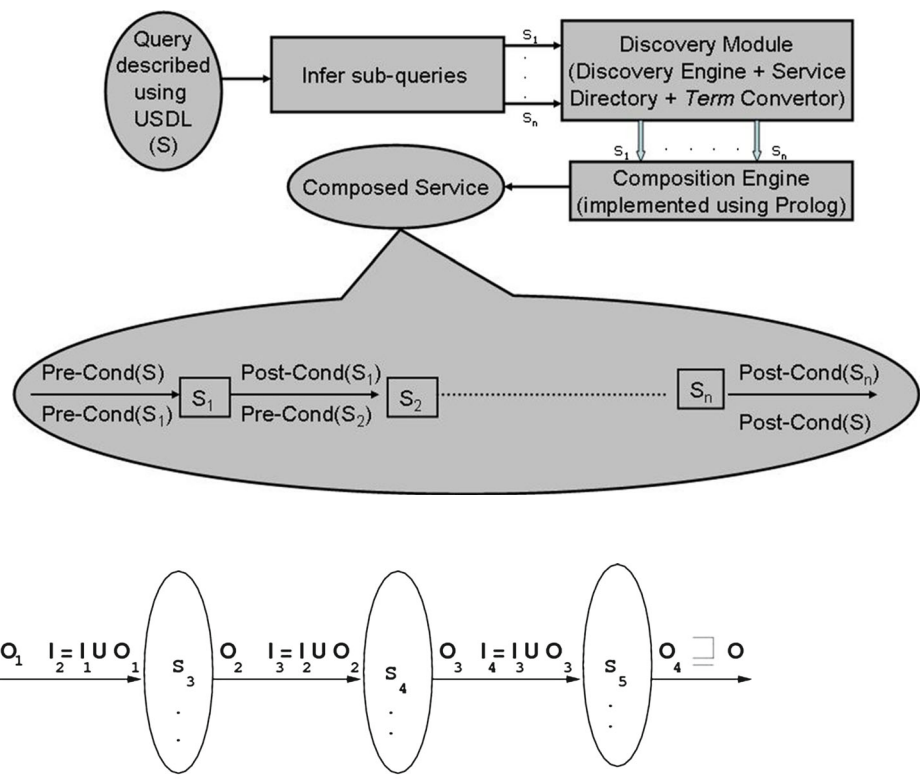 Query
described
using
USDL
(S)
Infer sub-queries
S1
.
.
.
Sn
Discovery Module
(Discovery Engine + Service
Directory + Term Convertor)
S1 . . . . Sn
Composition Engine
(implemented using Prolog)
Composed Service
Pre-Cond(S)
Pre-Cond(S1)
S1
Post-Cond(S1)
Pre-Cond(S2)
S2
Sn
Post-Cond(Sn)
Post-Cond(S)
O1 I2=I1 U O1 S3 O2 I3=I2 U O2 S4 O3 I4=I3 U O3 S5 O4 ⊒ O
. . .
. . .